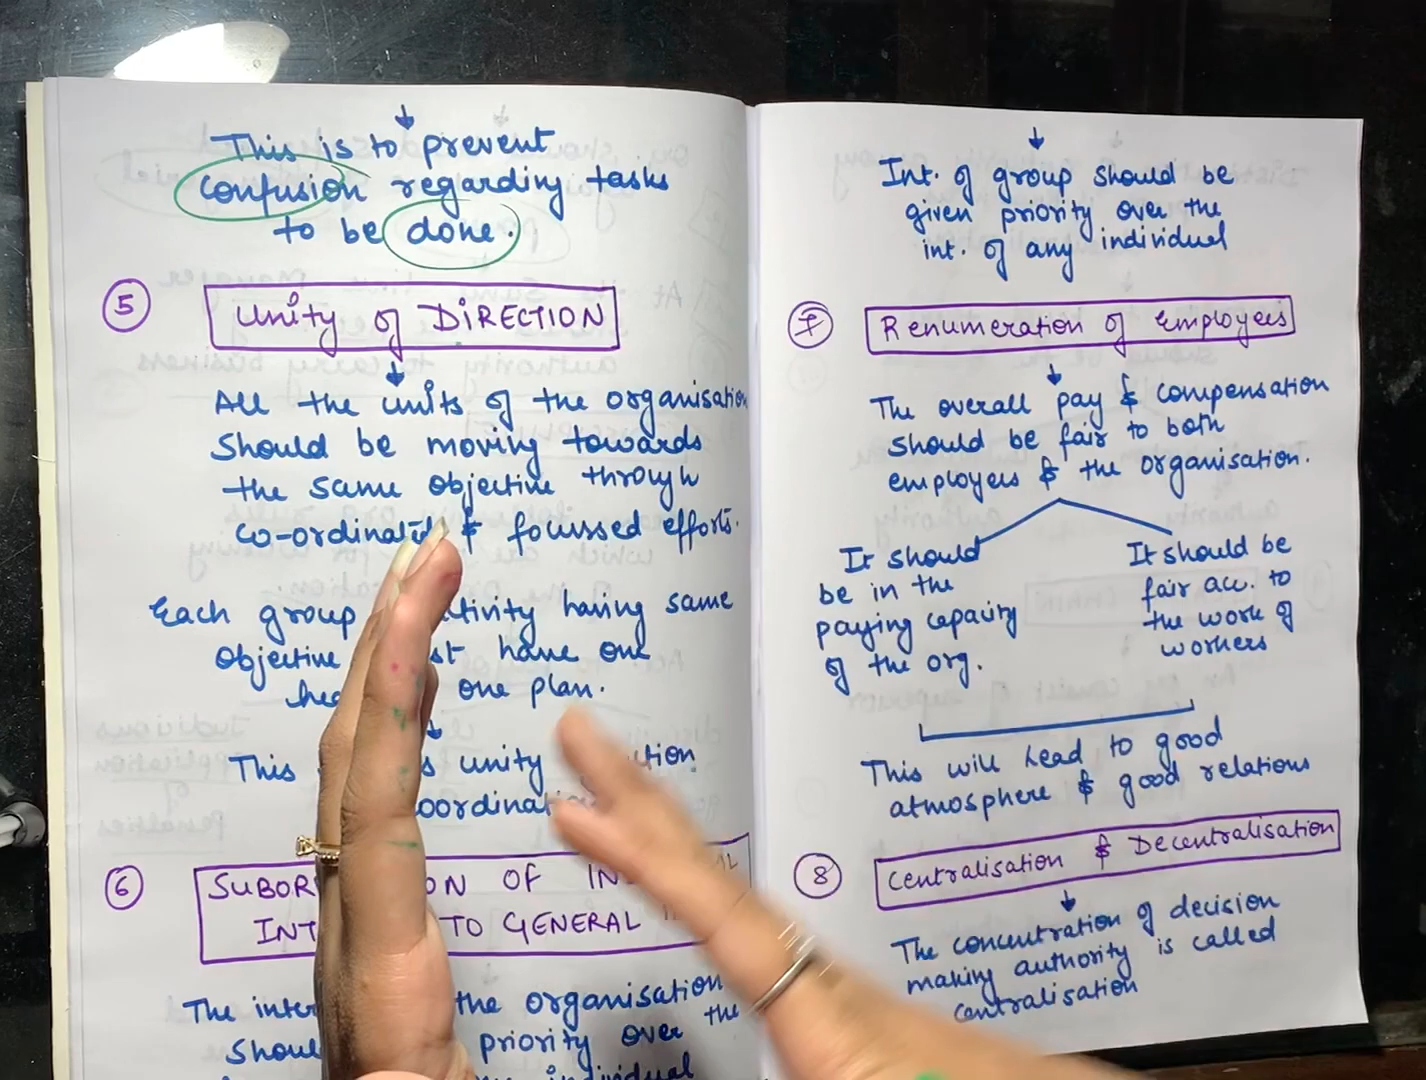 This is to prevent
confusion regarding tasks
to be done.
5 Unity of DIRECTION
All the units of the organisation
should be moving towards
the same objective through
co-ordinated & focussed efforts.
Each group having same
objective have one
one plan.
This unity
6 OF
TO GENERAL
The the organisation
priority over the
individual
Int. of group should be
given priority over the
int. of any individual
7 Renumeration of employees
The overall pay & compensation
should be fair to both
employees & the organisation.
It should
be in the
paying capacity
of the org.
It should be
fair acc. to
the work of
workers
This will lead to good
atmosphere & good relations
8 Centralisation & Decentralisation
The concentration of decision
making authority is called
centralisation